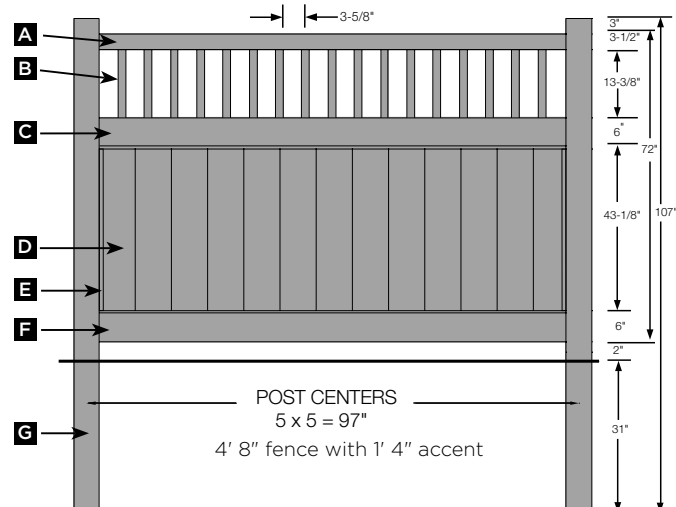 3-5/8"
A
3"
3-1/2"
B
13-3/8"
C
6"
72"
107"
43-1/8"
D
E
F
6"
2"
POST CENTERS
5 x 5 = 97"
4' 8" fence with 1' 4" accent
G
31"